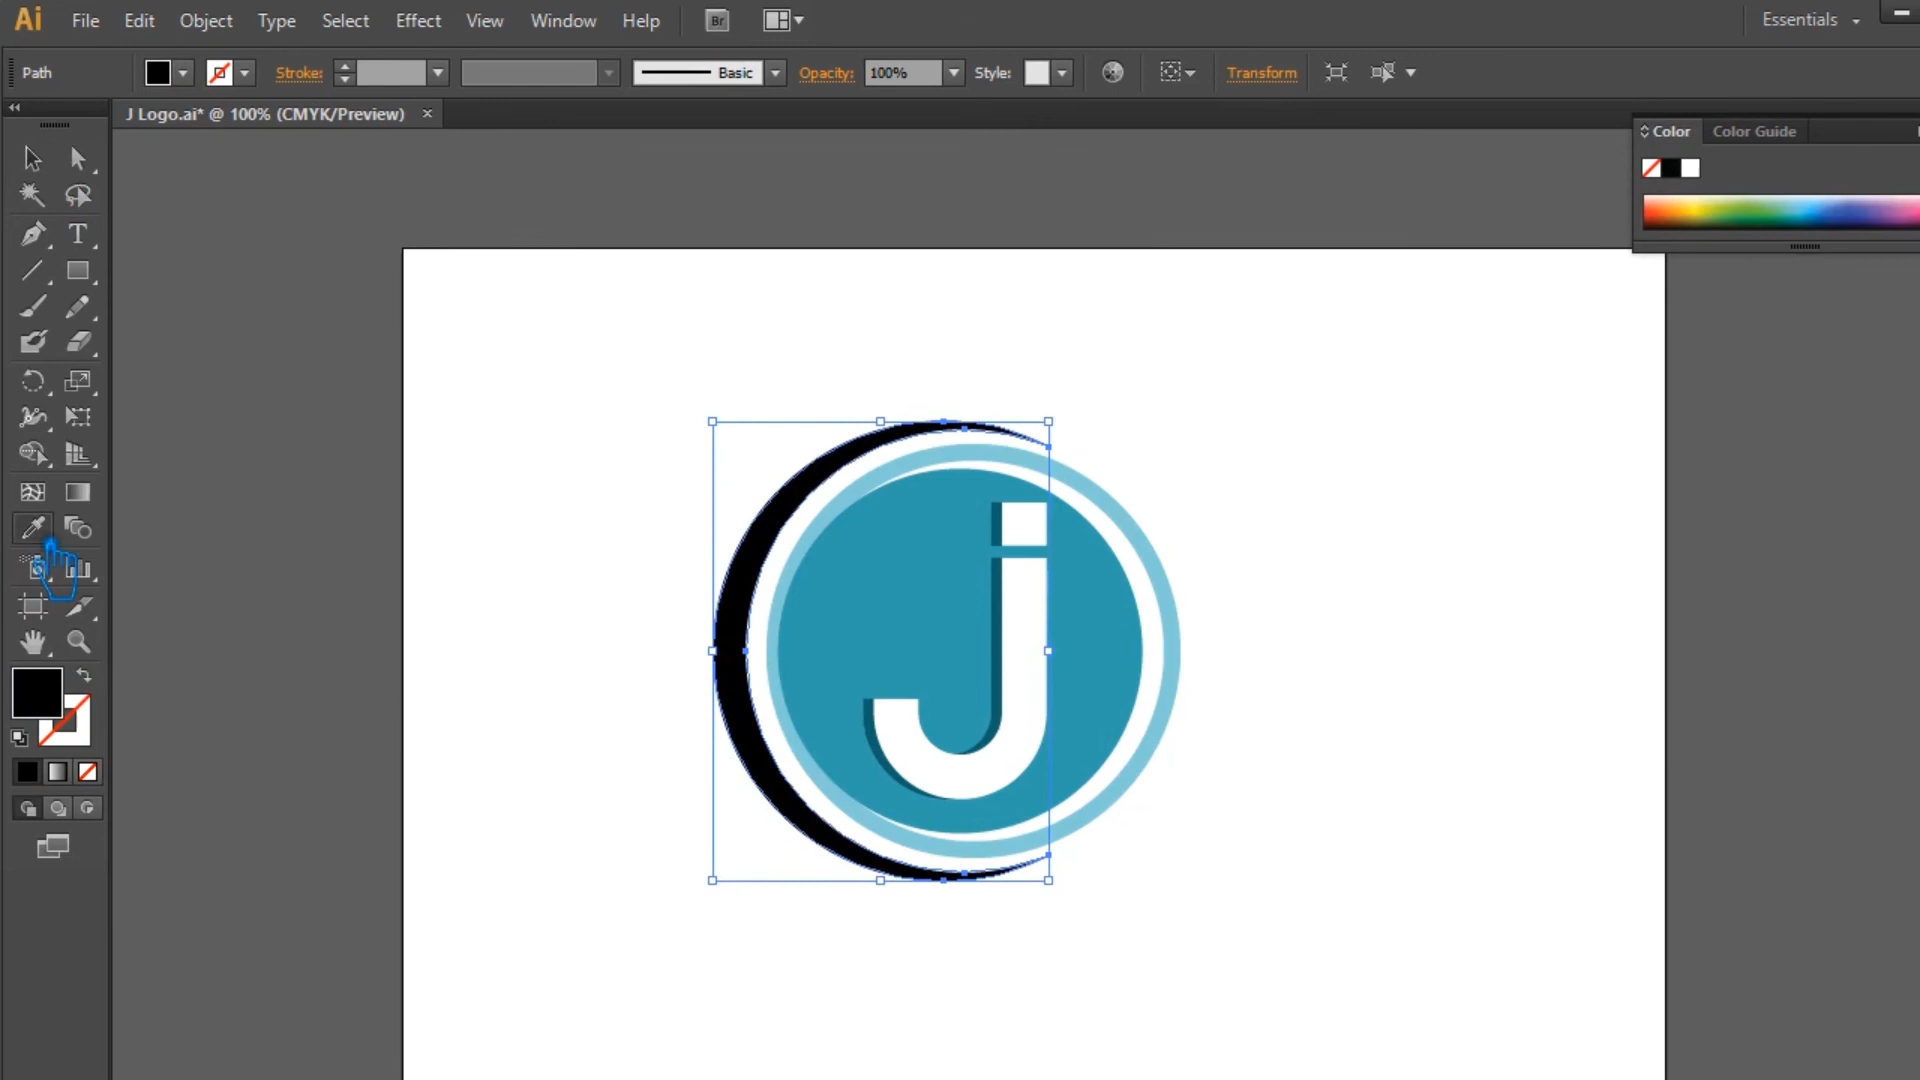 Ai File Edit Object Type Select Effect View Window Help Br Essentials
Path Stroke: Basic Opacity: 100% Style: Transform
J Logo.ai* @ 100% (CMYK/Preview) ×
Color Color Guide
T
J